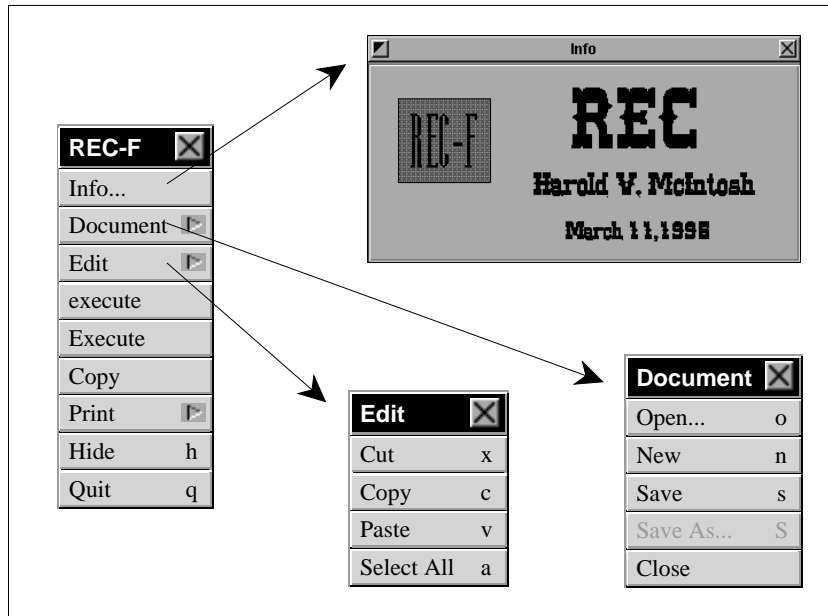 REC-F
Info...
Document
Edit
execute
Execute
Copy
Print
Hide h
Quit q
Info
REC-F
REC
Harold V. McIntosh
March 11,1996
Edit
Cut x
Copy c
Paste v
Select All a
Document
Open... o
New n
Save s
Save As... S
Close